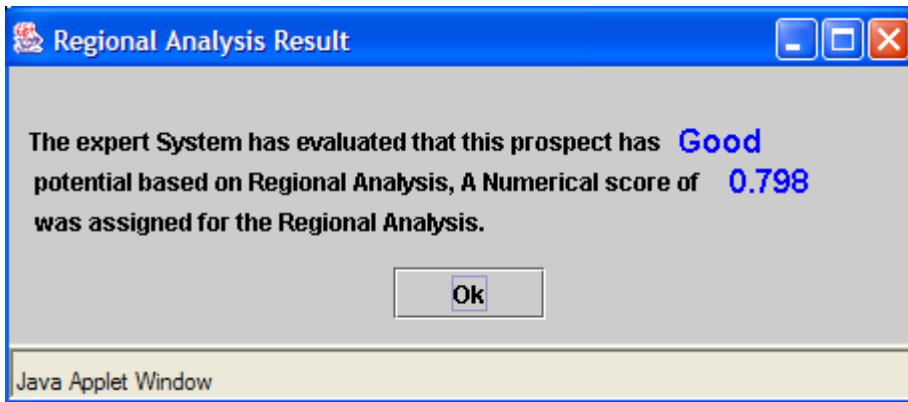 Regional Analysis Result
The expert System has evaluated that this prospect has Good
potential based on Regional Analysis, A Numerical score of 0.798
was assigned for the Regional Analysis.
Ok
Java Applet Window